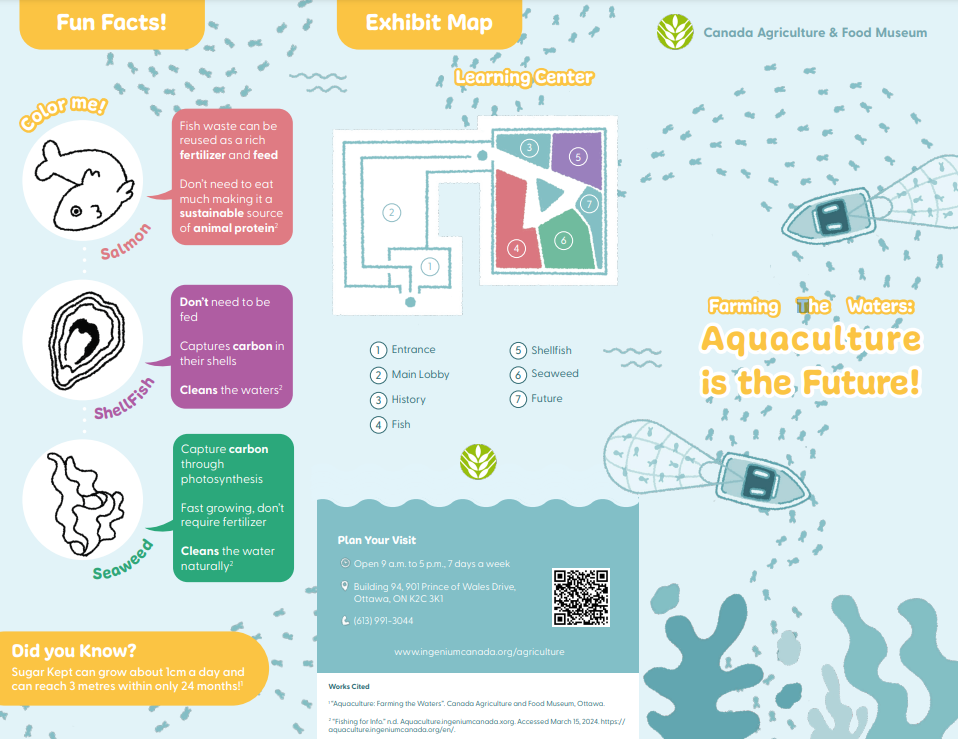 Fun Facts!
Color me!
Salmon
Fish waste can be
reused as a rich
fertilizer and feed
Don't need to eat
much making it a
sustainable source
of animal protein²
ShellFish
Don't need to be
fed
Captures carbon in
their shells
Cleans the waters²
Seaweed
Capture carbon
through
photosynthesis
Fast growing, don't
require fertilizer
Cleans the water
naturally²
Did you Know?
Sugar Kept can grow about 1cm a day and
can reach 3 metres within only 24 months!¹
Exhibit Map
Learning Center
1
2
3
4
5
6
7
1 Entrance
2 Main Lobby
3 History
4 Fish
5 Shellfish
6 Seaweed
7 Future
Plan Your Visit
Open 9 a.m. to 5 p.m., 7 days a week
Building 94, 901 Prince of Wales Drive,
Ottawa, ON K2C 3K1
(613) 991-3044
www.ingeniumcanada.org/agriculture
Works Cited
¹ "Aquaculture: Farming the Waters". Canada Agriculture and Food Museum, Ottawa.
² "Fishing for Info." n.d. Aquaculture.ingeniumcanada.xorg. Accessed March 15, 2024. https://
aquaculture.ingeniumcanada.org/en/.
Canada Agriculture & Food Museum
Farming The Waters:
Aquaculture
is the Future!